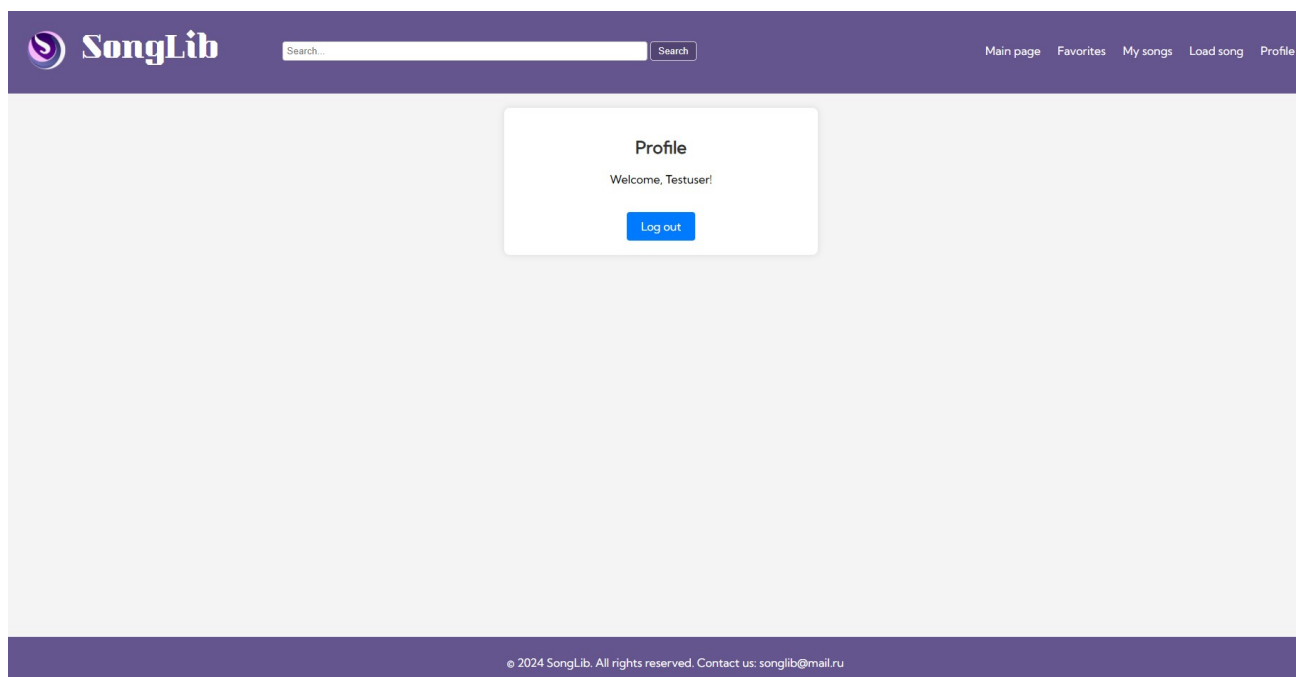 SongLib
Search...
Search
Main page Favorites My songs Load song Profile
Profile
Welcome, Testuser!
Log out
© 2024 SongLib. All rights reserved. Contact us: songlib@mail.ru